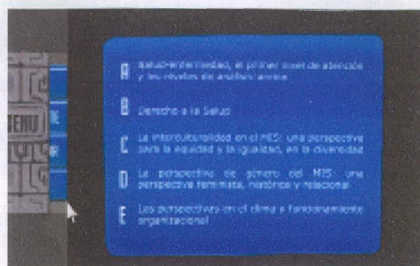 A Salud-enfermedad, el primer nivel de atención
y los niveles de análisis
B Derecho a la Salud
MENU
C La interculturalidad en el MIS: una perspectiva
para la equidad y la igualdad, en la diversidad
D La perspectiva de género del MIS: una
perspectiva feminista, histórica y relacional
E Las perspectivas en el clima o funcionamiento
organizacional